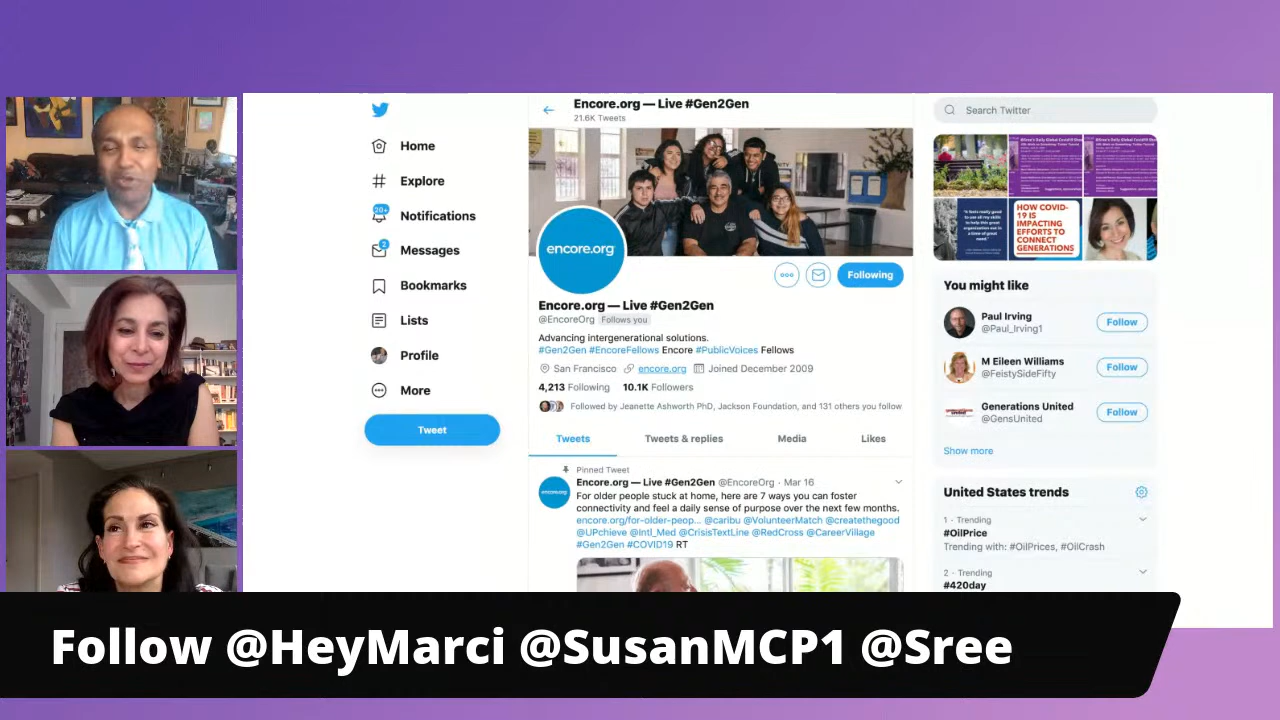 Home
Explore
20+
Notifications
2
Messages
Bookmarks
Lists
Profile
More
Tweet
Encore.org — Live #Gen2Gen
21.6K Tweets
encore.org
Following
Encore.org — Live #Gen2Gen
@EncoreOrg Follows you
Advancing intergenerational solutions.
#Gen2Gen #EncoreFellows Encore #PublicVoices Fellows
San Francisco encore.org Joined December 2009
4,213 Following 10.1K Followers
Followed by Jeanette Ashworth PhD, Jackson Foundation, and 131 others you follow
Tweets Tweets & replies Media Likes
Pinned Tweet
encore.org
Encore.org — Live #Gen2Gen @EncoreOrg · Mar 16
For older people stuck at home, here are 7 ways you can foster
connectivity and feel a daily sense of purpose over the next few months.
encore.org/for-older-peop... @caribu @VolunteerMatch @createthegood
@UPchieve @Intl_Med @CrisisTextLine @RedCross @CareerVillage
#Gen2Gen #COVID19 RT
Search Twitter
HOW COVID-
19 IS
IMPACTING
EFFORTS TO
CONNECT
GENERATIONS
You might like
Paul Irving
@Paul_Irving1
Follow
M Eileen Williams
@FeistySideFifty
Follow
Generations United
@GensUnited
Follow
Show more
United States trends
1 · Trending
#OilPrice
Trending with: #OilPrices, #OilCrash
2 · Trending
#420day
Follow @HeyMarci @SusanMCP1 @Sree